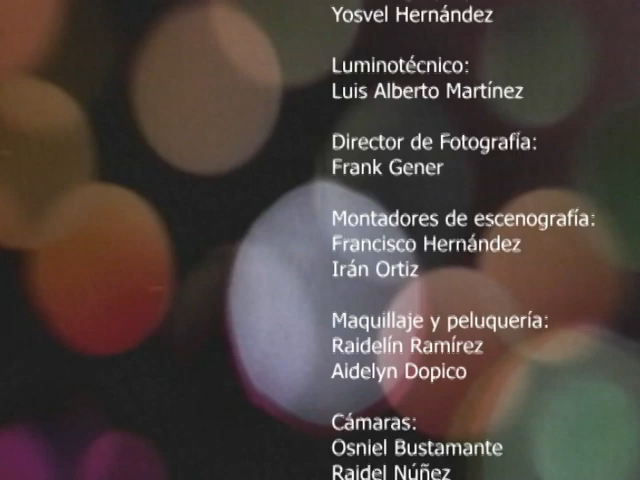 Yosvel Hernández
Luminotécnico:
Luis Alberto Martínez
Director de Fotografía:
Frank Gener
Montadores de escenografía:
Francisco Hernández
Irán Ortiz
Maquillaje y peluquería:
Raidelín Ramírez
Aidelyn Dopico
Cámaras:
Osniel Bustamante
Raidel Núñez